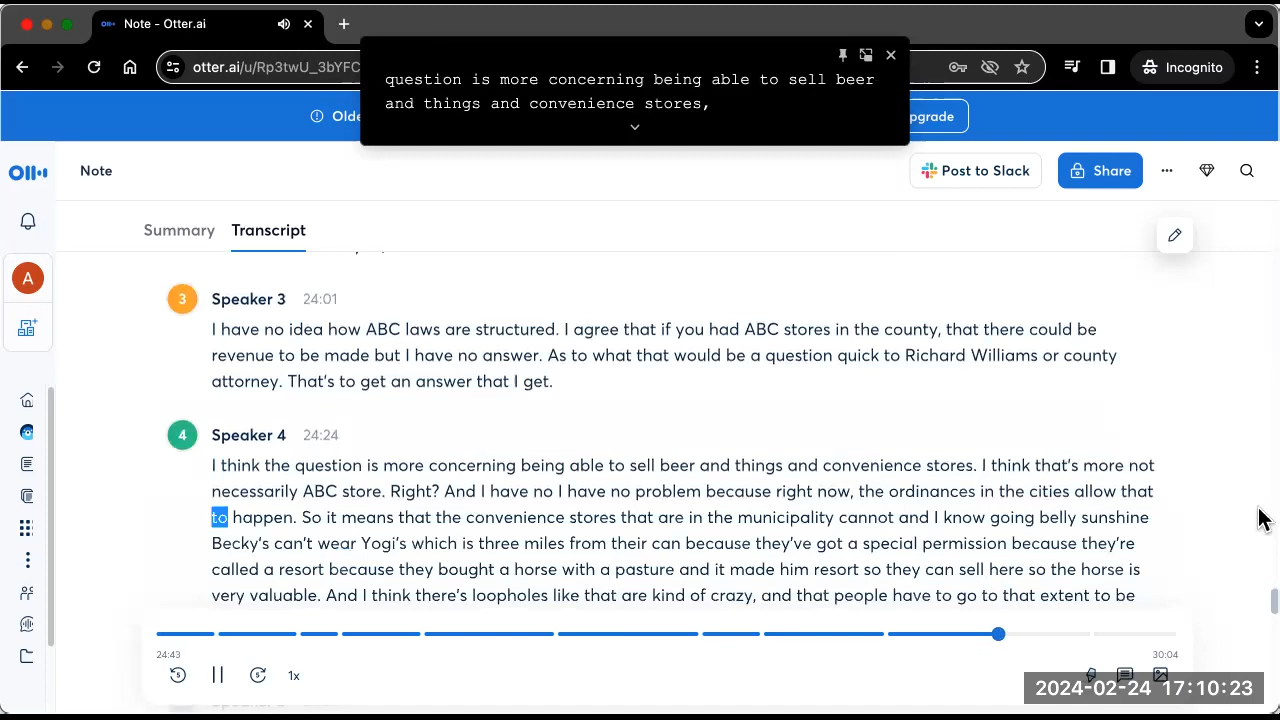 Note - Otter.ai
otter.ai/u/Rp3twU_3bYFC
Incognito
question is more concerning being able to sell beer
and things and convenience stores,
Olde
pgrade
Note
Post to Slack
Share
Summary
Transcript
A
3
Speaker 3
24:01
I have no idea how ABC laws are structured. I agree that if you had ABC stores in the county, that there could be
revenue to be made but I have no answer. As to what that would be a question quick to Richard Williams or county
attorney. That's to get an answer that I get.
4
Speaker 4
24:24
I think the question is more concerning being able to sell beer and things and convenience stores. I think that's more not
necessarily ABC store. Right? And I have no I have no problem because right now, the ordinances in the cities allow that
to happen. So it means that the convenience stores that are in the municipality cannot and I know going belly sunshine
Becky's can't wear Yogi's which is three miles from their can because they've got a special permission because they're
called a resort because they bought a horse with a pasture and it made him resort so they can sell here so the horse is
very valuable. And I think there's loopholes like that are kind of crazy, and that people have to go to that extent to be
24:43
30:04
5
5
1x
2024-02-24 17:10:23